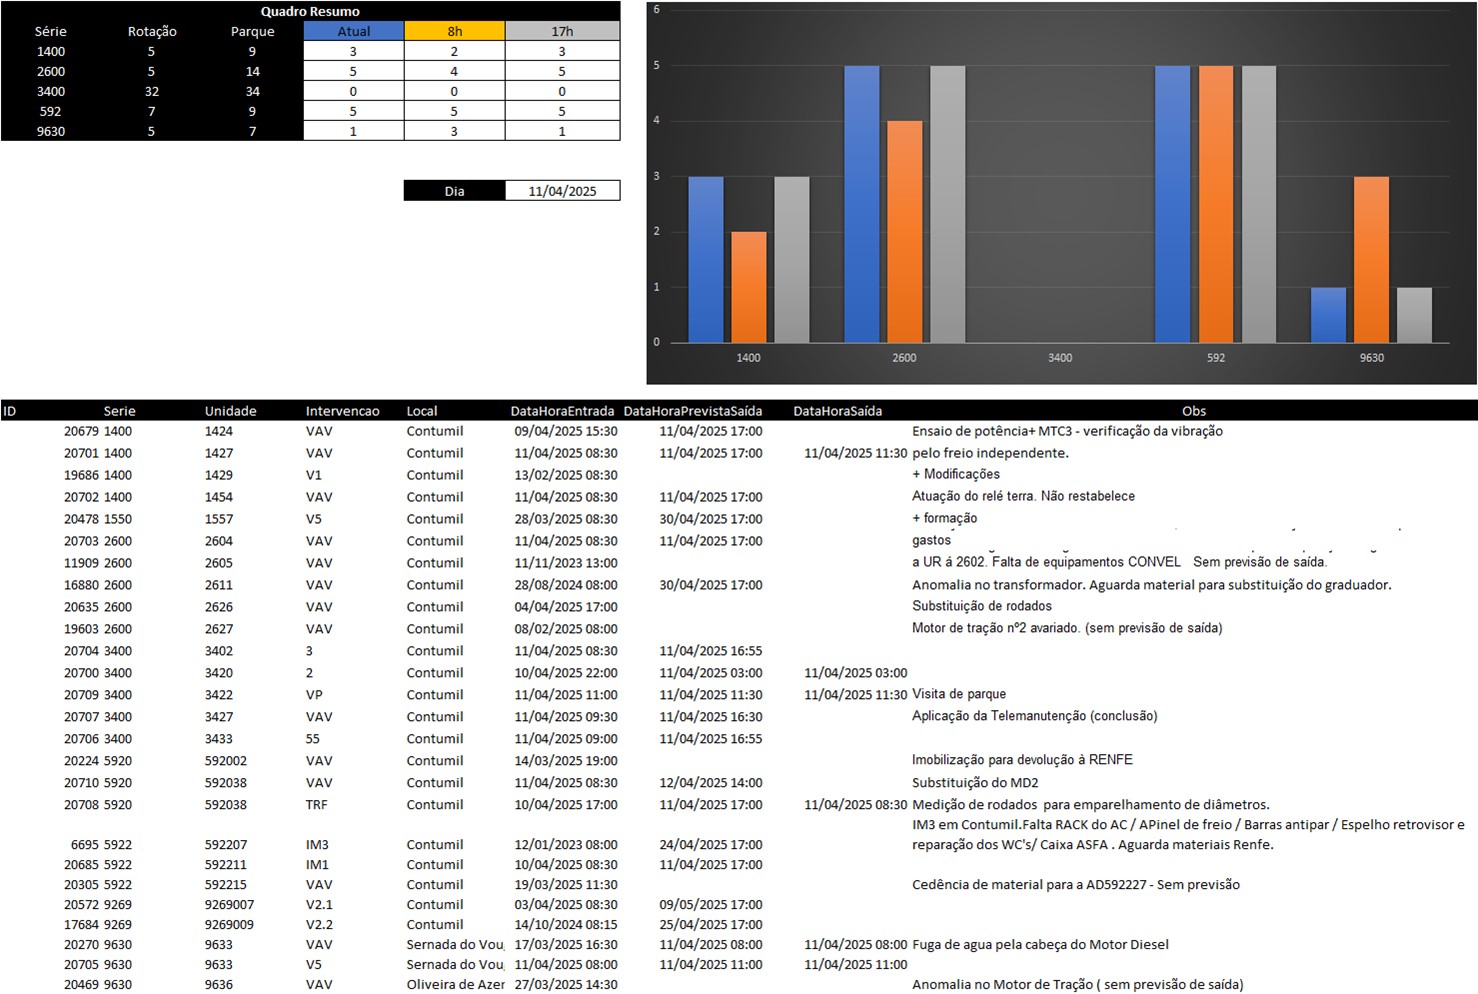 Quadro Resumo
Série Rotação Parque Atual 8h 17h
1400 5 9 3 2 3
2600 5 14 5 4 5
3400 32 34 0 0 0
592 7 9 5 5 5
9630 5 7 1 3 1
Dia 11/04/2025
6
5
4
3
2
1
0
1400 2600 3400 592 9630
ID Serie Unidade Intervencao Local DataHoraEntrada DataHoraPrevistaSaída DataHoraSaída Obs
20679 1400 1424 VAV Contumil 09/04/2025 15:30 11/04/2025 17:00 Ensaio de potência+ MTC3 - verificação da vibração
20701 1400 1427 VAV Contumil 11/04/2025 08:30 11/04/2025 17:00 11/04/2025 11:30 pelo freio independente.
19686 1400 1429 V1 Contumil 13/02/2025 08:30 + Modificações
20702 1400 1454 VAV Contumil 11/04/2025 08:30 11/04/2025 17:00 Atuação do relé terra. Não restabelece
20478 1550 1557 V5 Contumil 28/03/2025 08:30 30/04/2025 17:00 + formação
20703 2600 2604 VAV Contumil 11/04/2025 08:30 11/04/2025 17:00 gastos
11909 2600 2605 VAV Contumil 11/11/2023 13:00 a UR á 2602. Falta de equipamentos CONVEL Sem previsão de saída.
16880 2600 2611 VAV Contumil 28/08/2024 08:00 30/04/2025 17:00 Anomalia no transformador. Aguarda material para substituição do graduador.
20635 2600 2626 VAV Contumil 04/04/2025 17:00 Substituição de rodados
19603 2600 2627 VAV Contumil 08/02/2025 08:00 Motor de tração nº2 avariado. (sem previsão de saída)
20704 3400 3402 3 Contumil 11/04/2025 08:30 11/04/2025 16:55
20700 3400 3420 2 Contumil 10/04/2025 22:00 11/04/2025 03:00 11/04/2025 03:00
20709 3400 3422 VP Contumil 11/04/2025 11:00 11/04/2025 11:30 11/04/2025 11:30 Visita de parque
20707 3400 3427 VAV Contumil 11/04/2025 09:30 11/04/2025 16:30 Aplicação da Telemanutenção (conclusão)
20706 3400 3433 55 Contumil 11/04/2025 09:00 11/04/2025 16:55
20224 5920 592002 VAV Contumil 14/03/2025 19:00 Imobilização para devolução à RENFE
20710 5920 592038 VAV Contumil 11/04/2025 08:30 12/04/2025 14:00 Substituição do MD2
20708 5920 592038 TRF Contumil 10/04/2025 17:00 11/04/2025 17:00 11/04/2025 08:30 Medição de rodados para emparelhamento de diâmetros.
IM3 em Contumil.Falta RACK do AC / APinel de freio / Barras antipar / Espelho retrovisor e
6695 5922 592207 IM3 Contumil 12/01/2023 08:00 24/04/2025 17:00 reparação dos WC's/ Caixa ASFA . Aguarda materiais Renfe.
20685 5922 592211 IM1 Contumil 10/04/2025 08:30 11/04/2025 17:00
20305 5922 592215 VAV Contumil 19/03/2025 11:30 Cedência de material para a AD592227 - Sem previsão
20572 9269 9269007 V2.1 Contumil 03/04/2025 08:30 09/05/2025 17:00
17684 9269 9269009 V2.2 Contumil 14/10/2024 08:15 25/04/2025 17:00
20270 9630 9633 VAV Sernada do Vou 17/03/2025 16:30 11/04/2025 08:00 11/04/2025 08:00 Fuga de agua pela cabeça do Motor Diesel
20705 9630 9633 V5 Sernada do Vou 11/04/2025 08:00 11/04/2025 11:00 11/04/2025 11:00
20469 9630 9636 VAV Oliveira de Azer 27/03/2025 14:30 Anomalia no Motor de Tração ( sem previsão de saída)